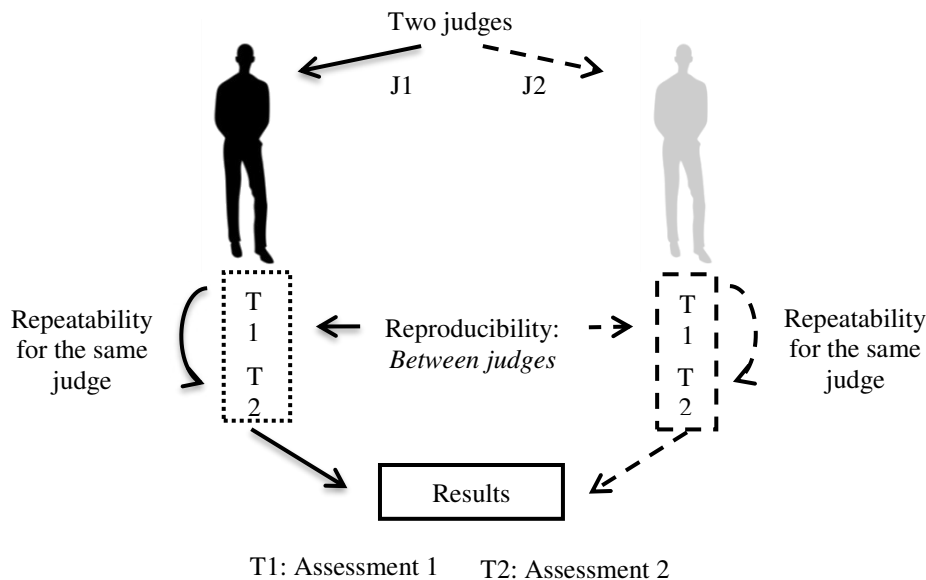 Two judges
J1
J2
T
1
T
2
Repeatability
for the same
judge
Reproducibility:
Between judges
T
1
T
2
Repeatability
for the same
judge
Results
T1: Assessment 1
T2: Assessment 2